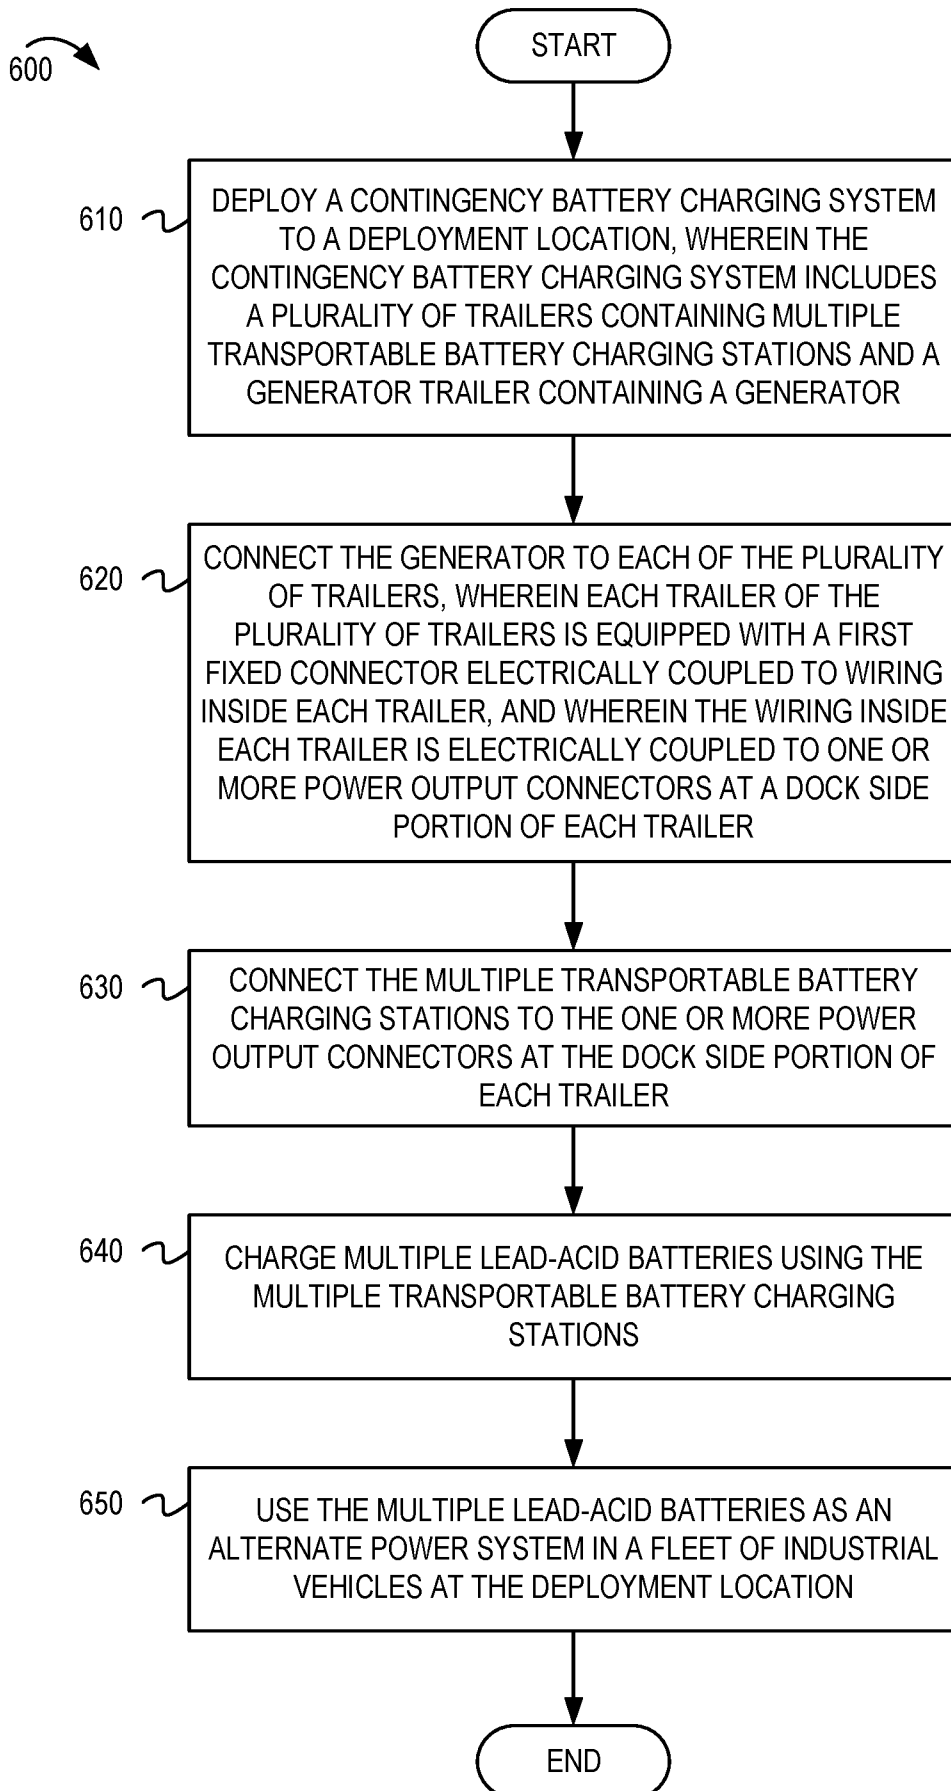 600
START
610
DEPLOY A CONTINGENCY BATTERY CHARGING SYSTEM
TO A DEPLOYMENT LOCATION, WHEREIN THE
CONTINGENCY BATTERY CHARGING SYSTEM INCLUDES
A PLURALITY OF TRAILERS CONTAINING MULTIPLE
TRANSPORTABLE BATTERY CHARGING STATIONS AND A
GENERATOR TRAILER CONTAINING A GENERATOR
620
CONNECT THE GENERATOR TO EACH OF THE PLURALITY
OF TRAILERS, WHEREIN EACH TRAILER OF THE
PLURALITY OF TRAILERS IS EQUIPPED WITH A FIRST
FIXED CONNECTOR ELECTRICALLY COUPLED TO WIRING
INSIDE EACH TRAILER, AND WHEREIN THE WIRING INSIDE
EACH TRAILER IS ELECTRICALLY COUPLED TO ONE OR
MORE POWER OUTPUT CONNECTORS AT A DOCK SIDE
PORTION OF EACH TRAILER
630
CONNECT THE MULTIPLE TRANSPORTABLE BATTERY
CHARGING STATIONS TO THE ONE OR MORE POWER
OUTPUT CONNECTORS AT THE DOCK SIDE PORTION OF
EACH TRAILER
640
CHARGE MULTIPLE LEAD-ACID BATTERIES USING THE
MULTIPLE TRANSPORTABLE BATTERY CHARGING
STATIONS
650
USE THE MULTIPLE LEAD-ACID BATTERIES AS AN
ALTERNATE POWER SYSTEM IN A FLEET OF INDUSTRIAL
VEHICLES AT THE DEPLOYMENT LOCATION
END